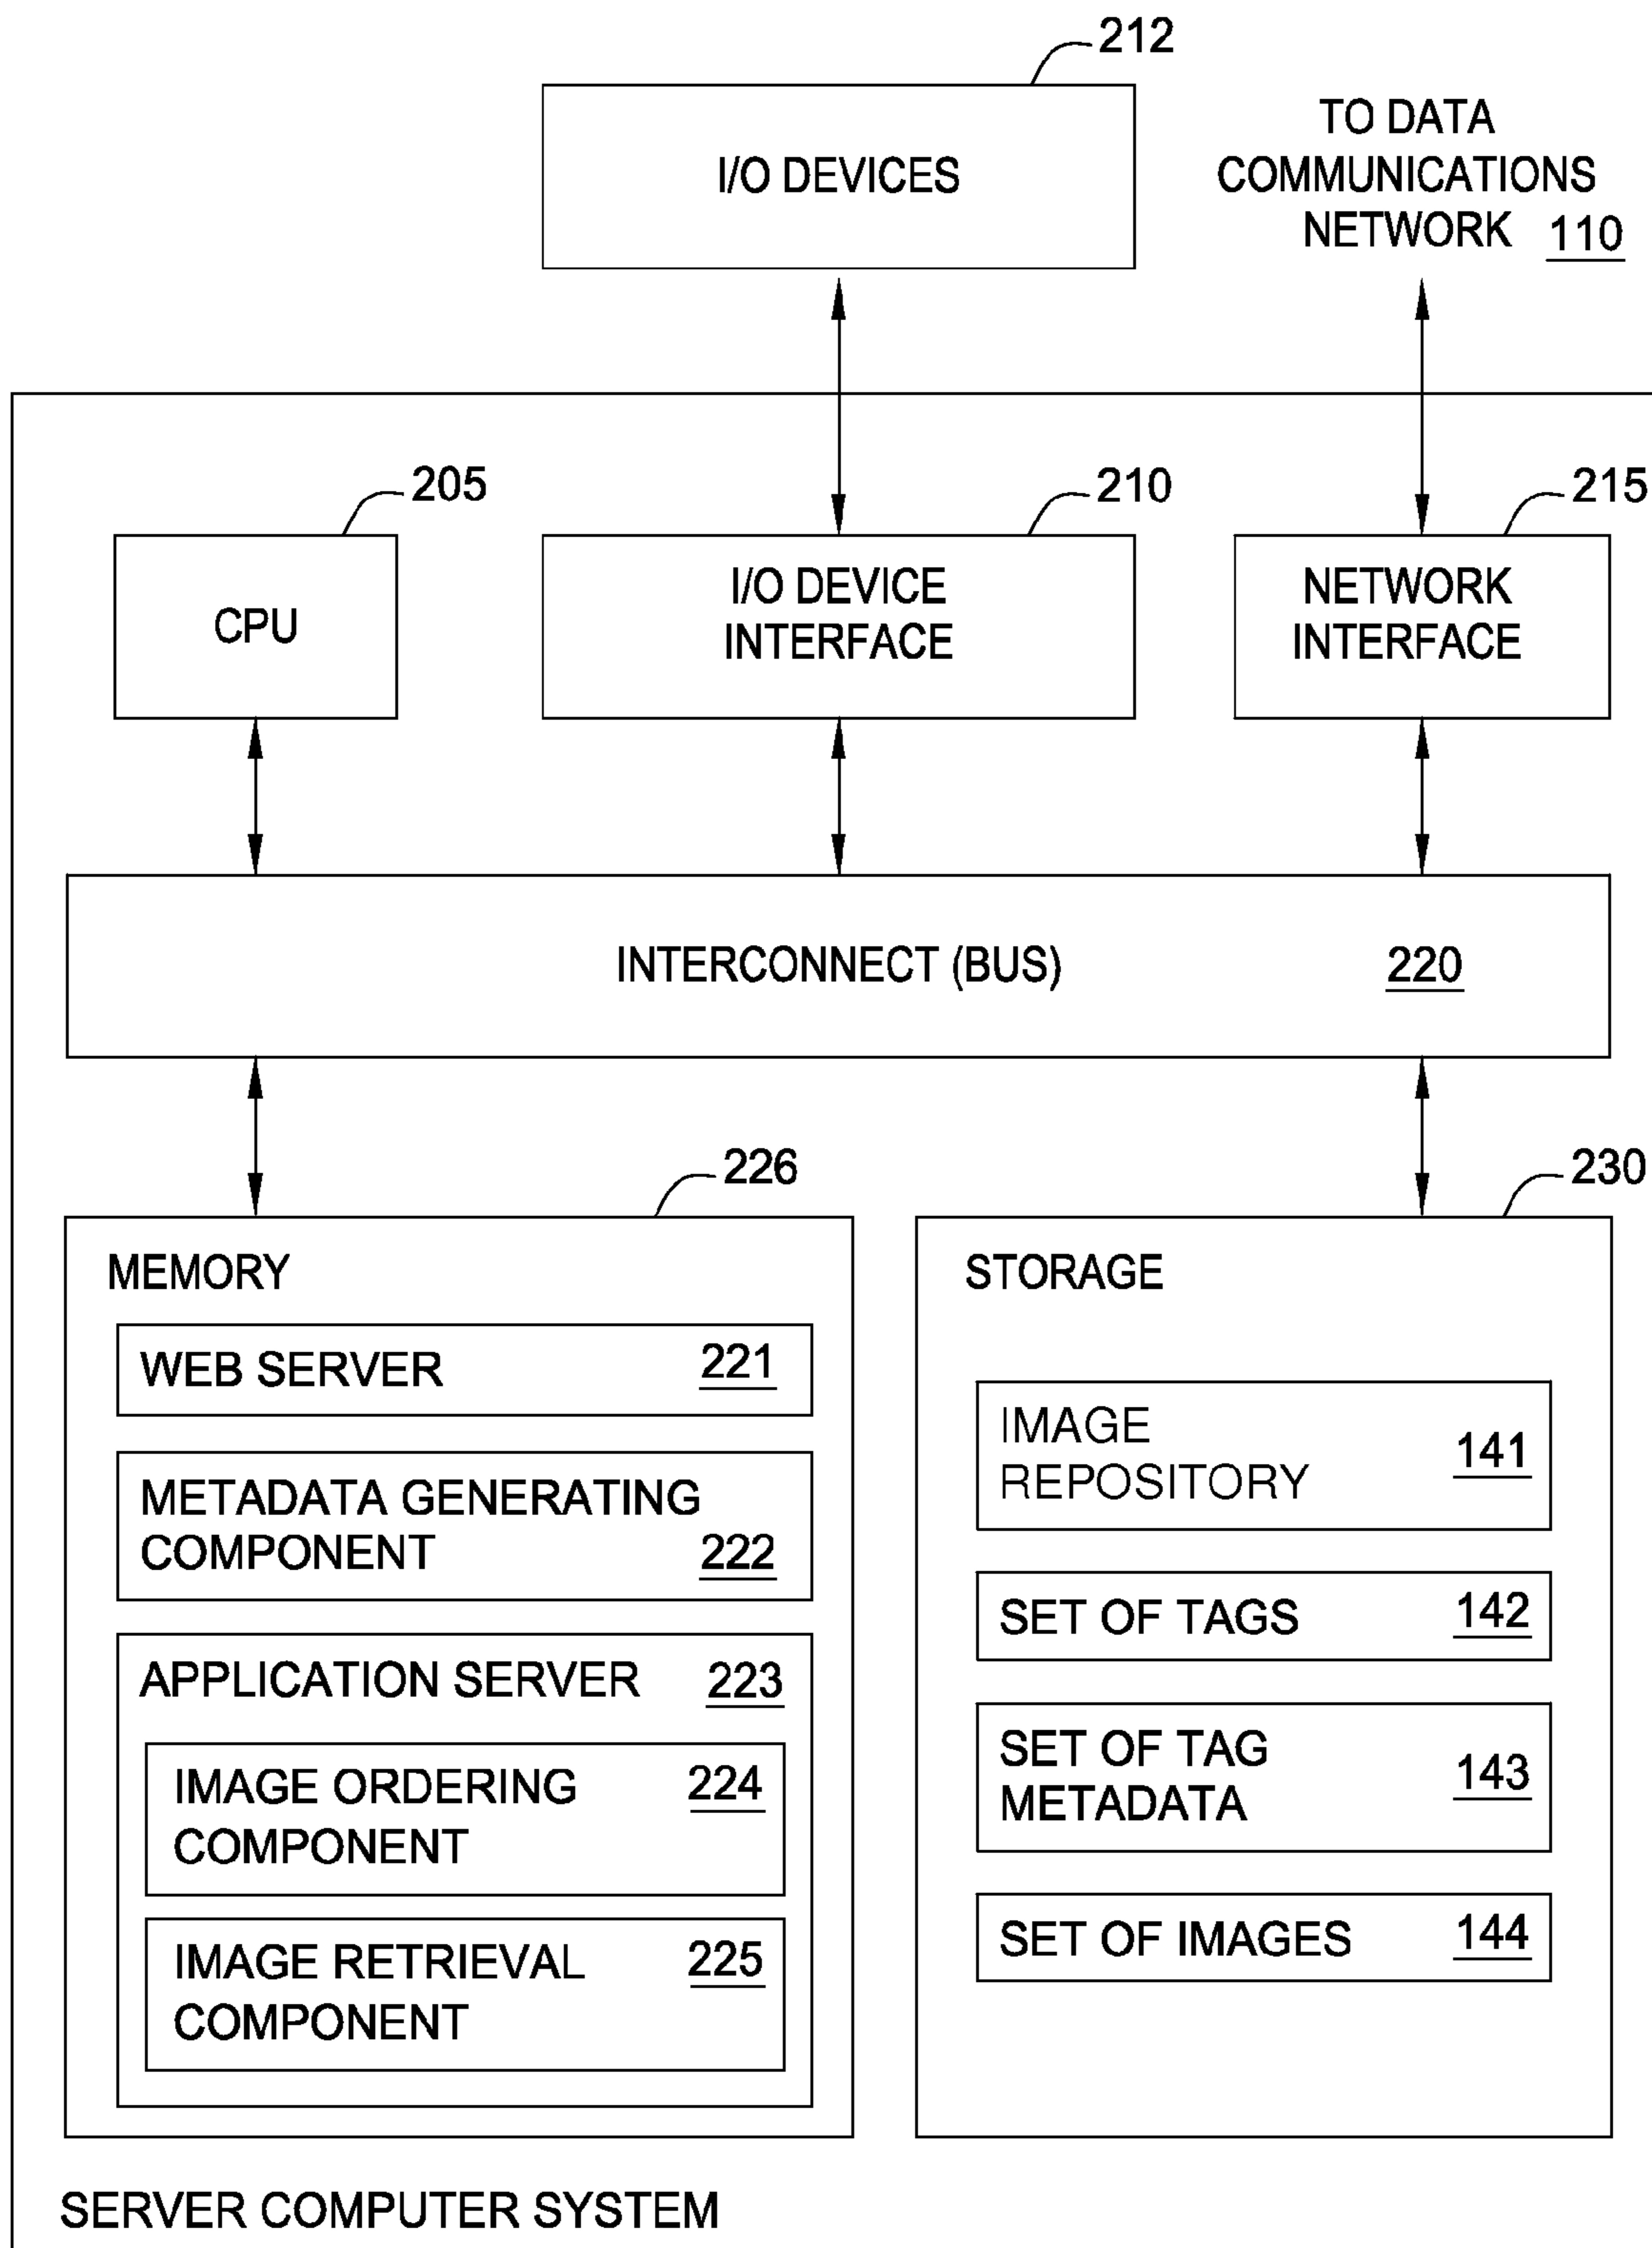 212
I/O DEVICES
TO DATA
COMMUNICATIONS
NETWORK 110
205
210
215
CPU
I/O DEVICE
INTERFACE
NETWORK
INTERFACE
INTERCONNECT (BUS) 220
226
230
MEMORY
WEB SERVER 221
METADATA GENERATING
COMPONENT 222
APPLICATION SERVER 223
IMAGE ORDERING 224
COMPONENT
IMAGE RETRIEVAL 225
COMPONENT
STORAGE
IMAGE
REPOSITORY 141
SET OF TAGS 142
SET OF TAG
METADATA 143
SET OF IMAGES 144
SERVER COMPUTER SYSTEM